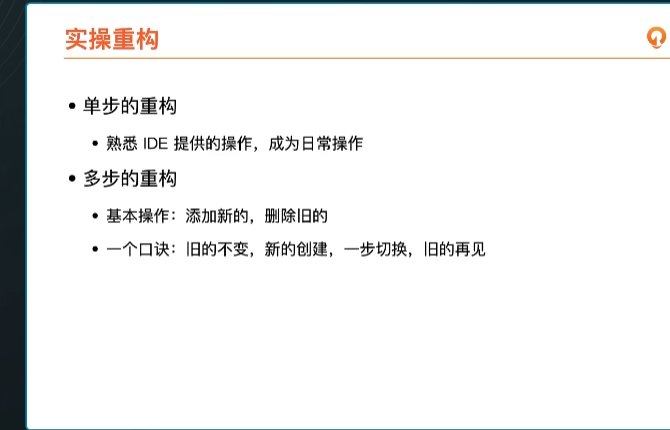 实操重构
单步的重构
熟悉 IDE 提供的操作，成为日常操作
多步的重构
基本操作：添加新的，删除旧的
一个口诀：旧的不变，新的创建，一步切换，旧的再见